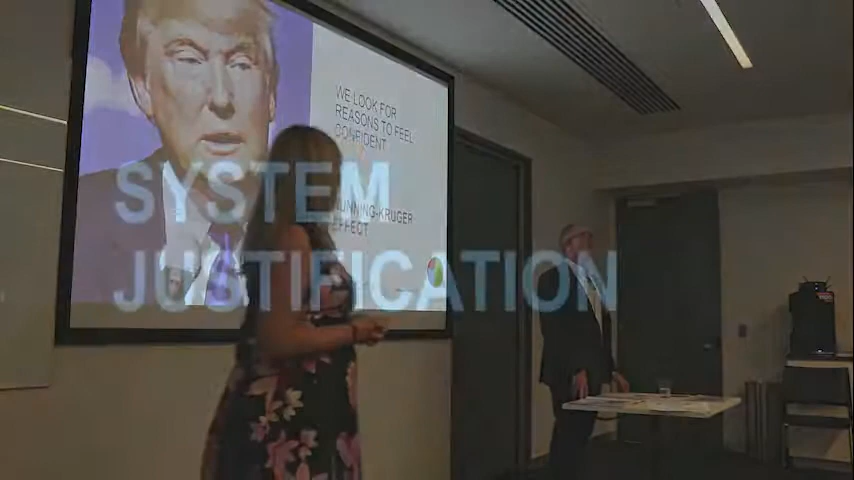 WE LOOK FOR
REASONS TO FEEL
CONFIDENT
SYSTEM
JUSTIFICATION
DUNNING-KRUGER
EFFECT